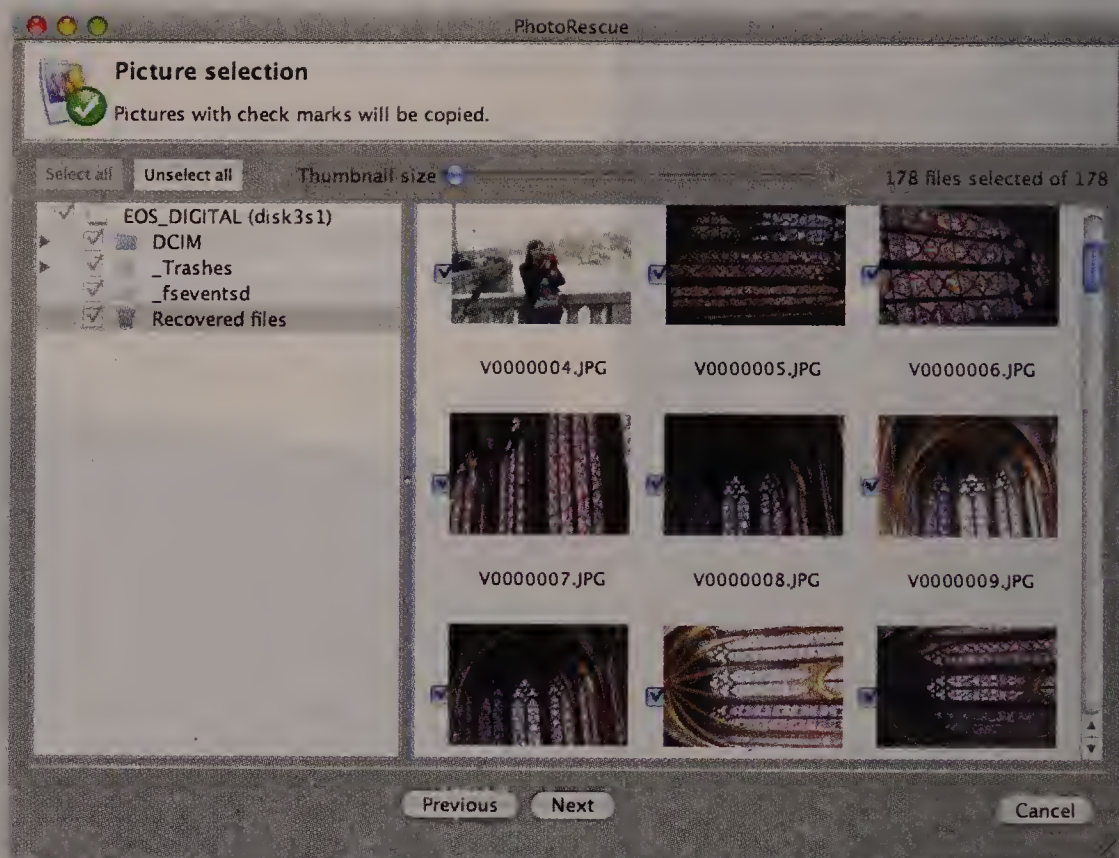 PhotoRescue
Picture selection
Pictures with check marks will be copied.
Select all Unselect all Thumbnail size 178 files selected of 178
EOS_DIGITAL (disk3s1)
DCIM
_Trashes
_fseventsd
Recovered files
V0000004.JPG V0000005.JPG V0000006.JPG
V0000007.JPG V0000008.JPG V0000009.JPG
Previous Next Cancel